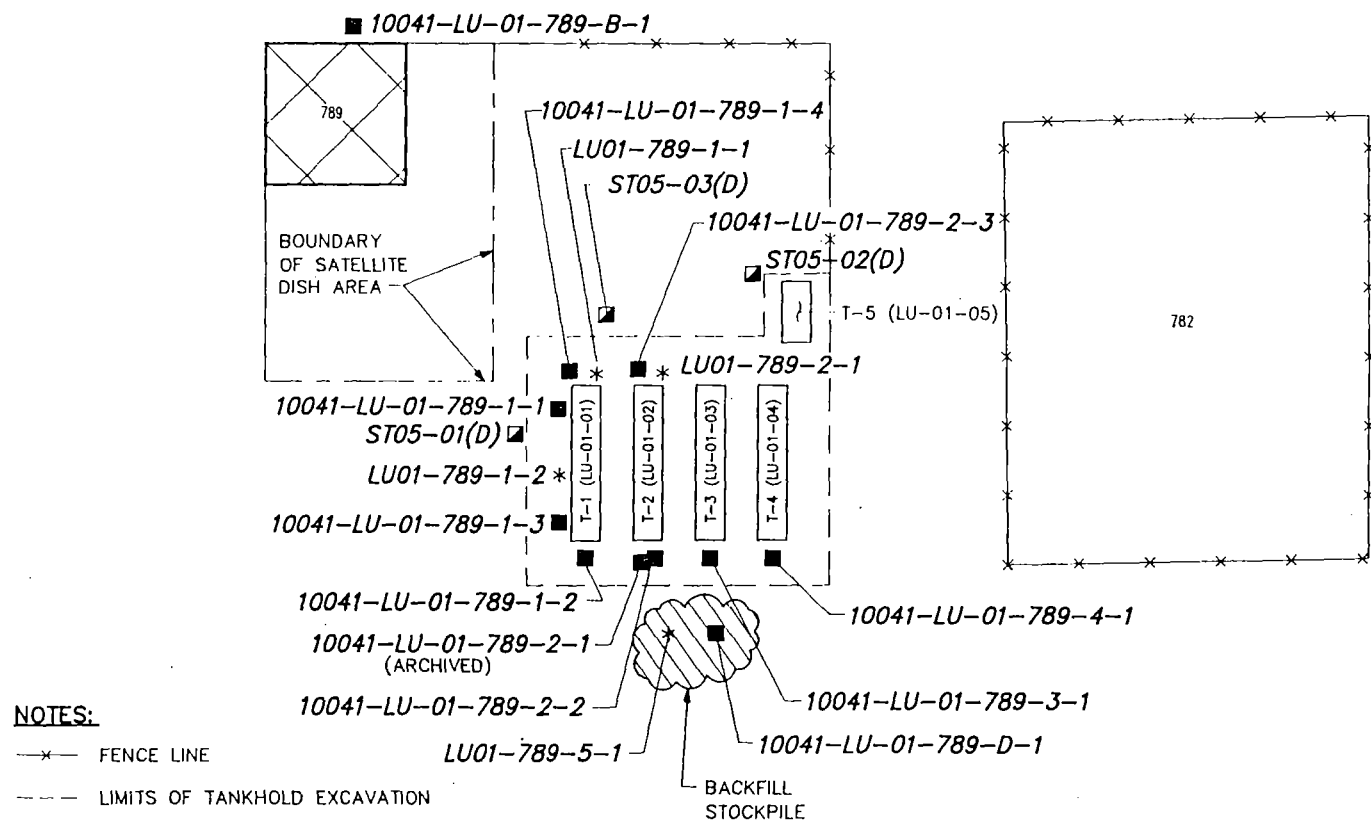 10041-LU-01-789-B-1
789
10041-LU-01-789-1-4
LU01-789-1-1
ST05-03(D)
10041-LU-01-789-2-3
ST05-02(D)
BOUNDARY
OF SATELLITE
DISH AREA
T-5 (LU-01-05)
782
LU01-789-2-1
10041-LU-01-789-1-1
ST05-01(D)
LU01-789-1-2
10041-LU-01-789-1-3
T-1 (LU-01-01)
T-2 (LU-01-02)
T-3 (LU-01-03)
T-4 (LU-01-04)
10041-LU-01-789-1-2
10041-LU-01-789-4-1
10041-LU-01-789-2-1
(ARCHIVED)
10041-LU-01-789-2-2
10041-LU-01-789-3-1
LU01-789-5-1
10041-LU-01-789-D-1
BACKFILL
STOCKPILE
NOTES:
FENCE LINE
LIMITS OF TANKHOLD EXCAVATION